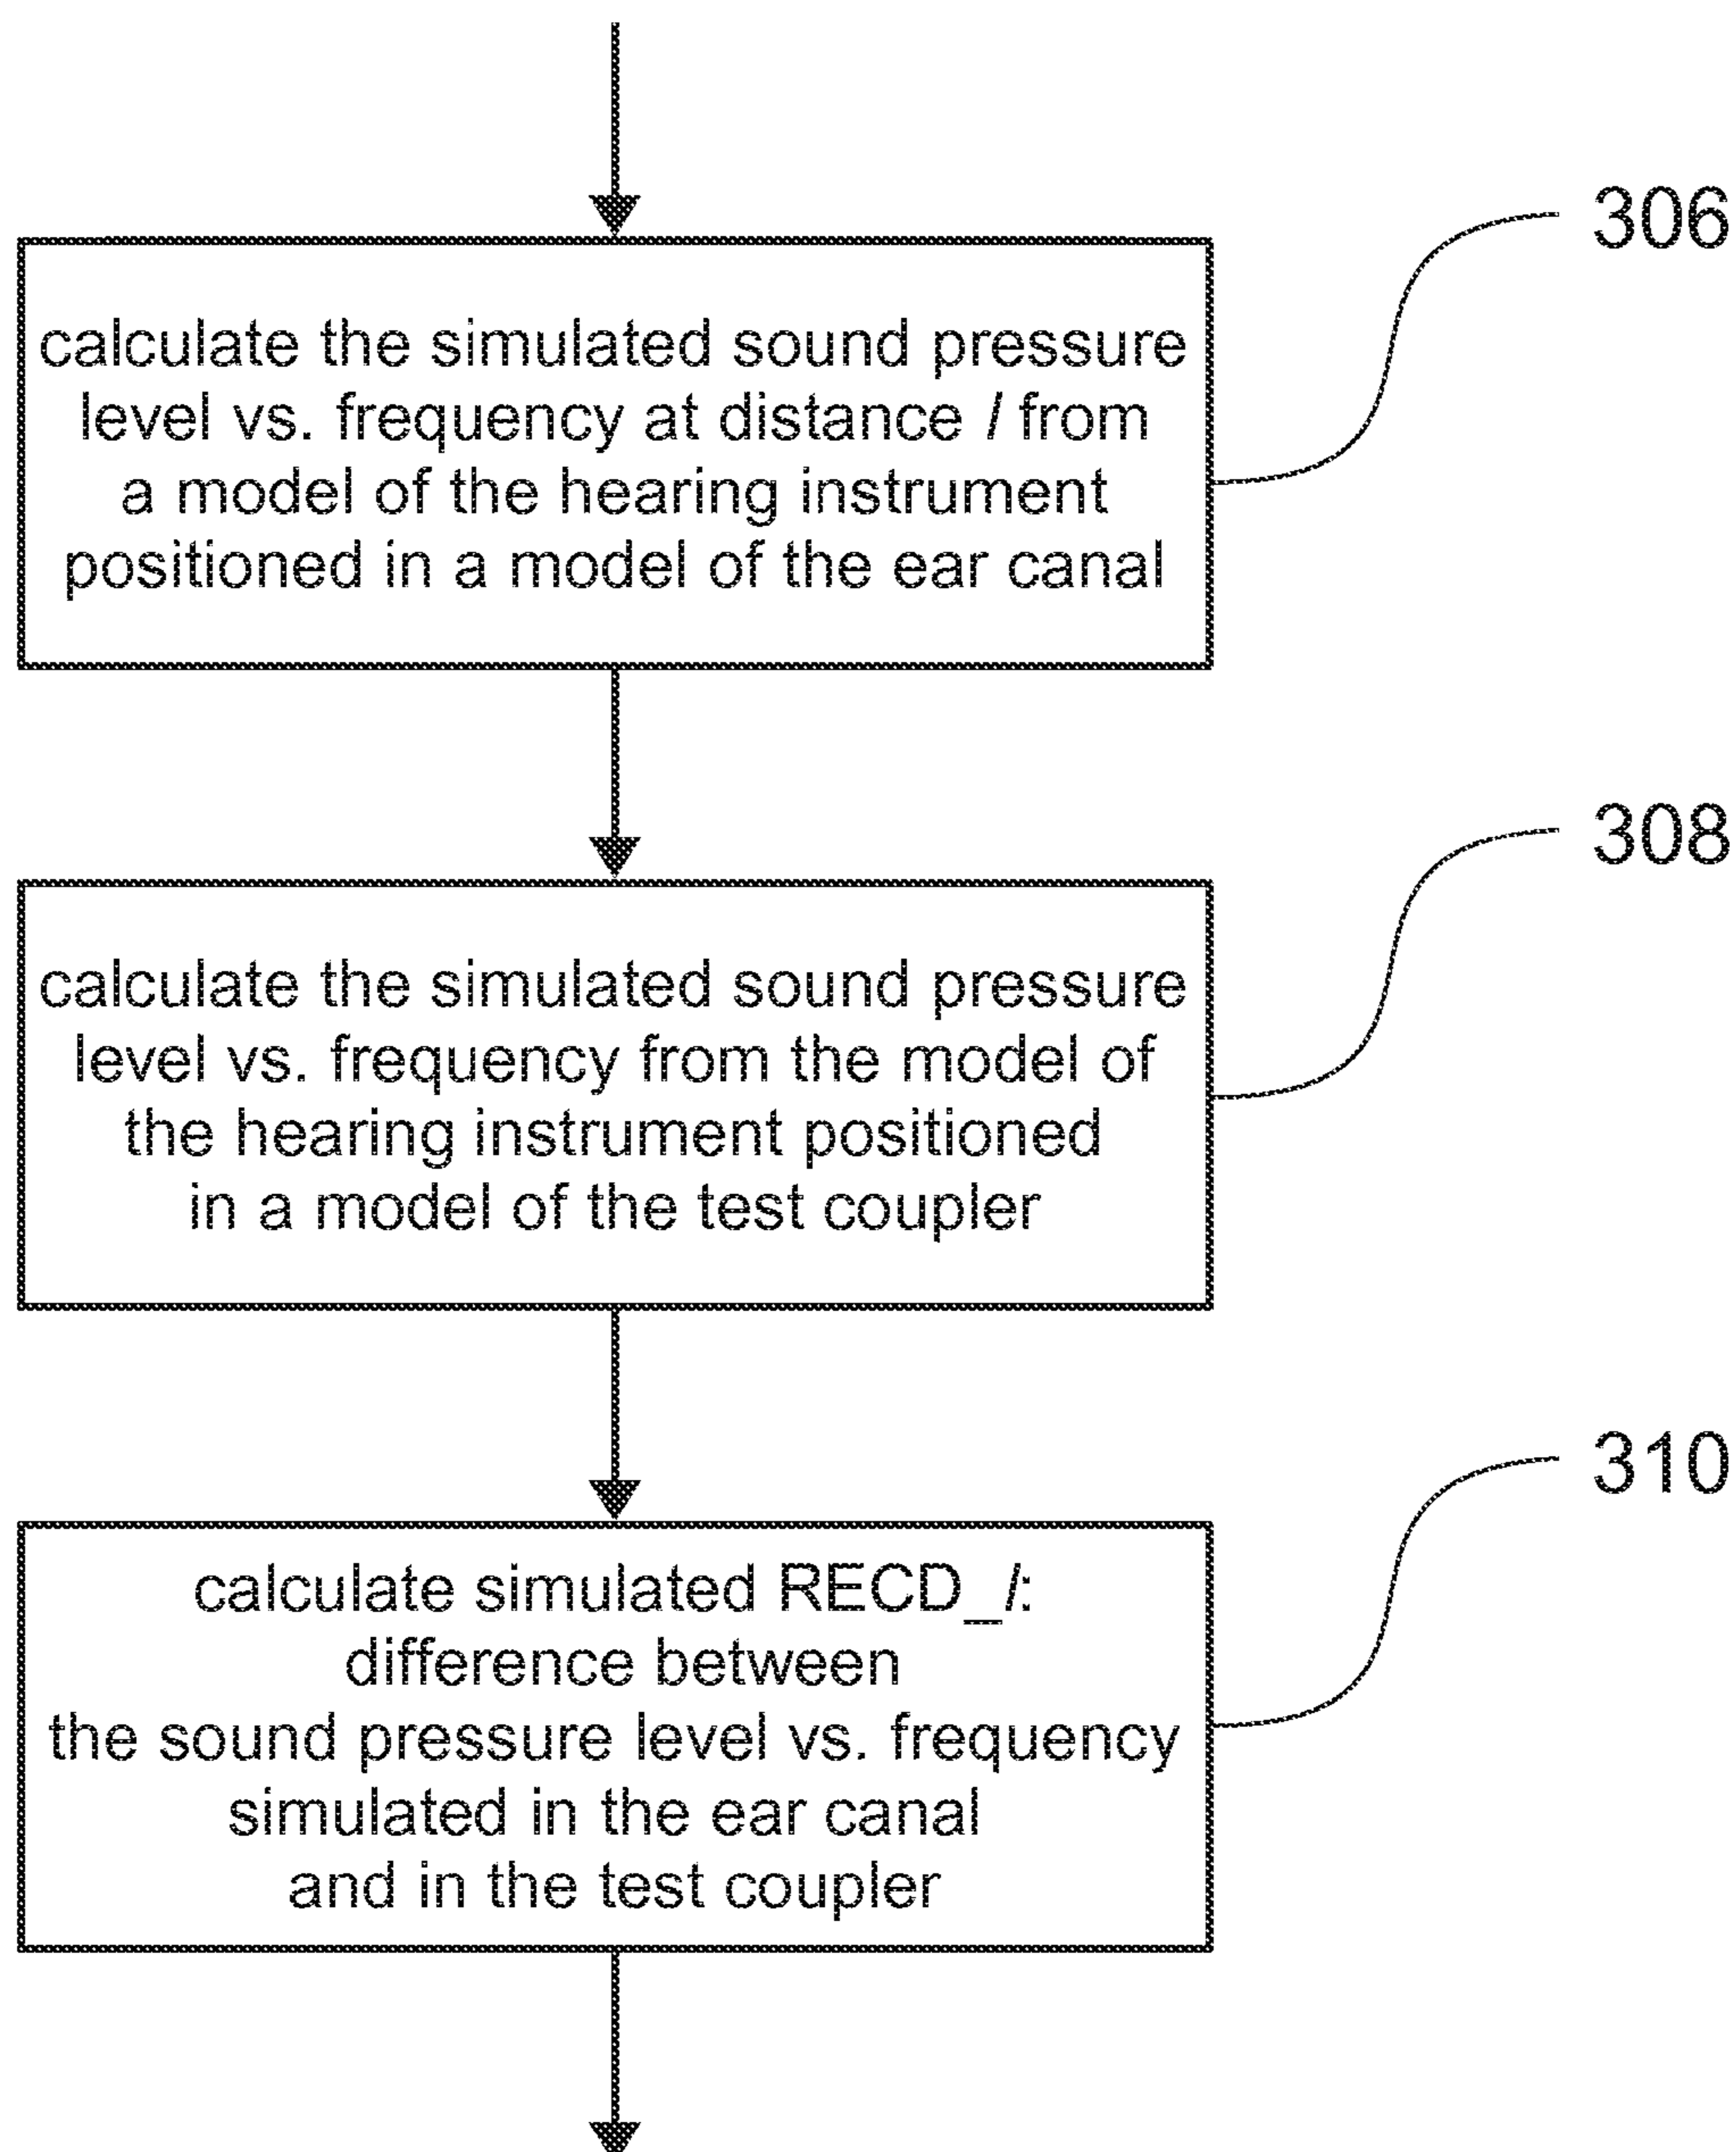 306
calculate the simulated sound pressure
level vs. frequency at distance l from
a model of the hearing instrument
positioned in a model of the ear canal
308
calculate the simulated sound pressure
level vs. frequency from the model of
the hearing instrument positioned
in a model of the test coupler
310
calculate simulated RECD_l:
difference between
the sound pressure level vs. frequency
simulated in the ear canal
and in the test coupler